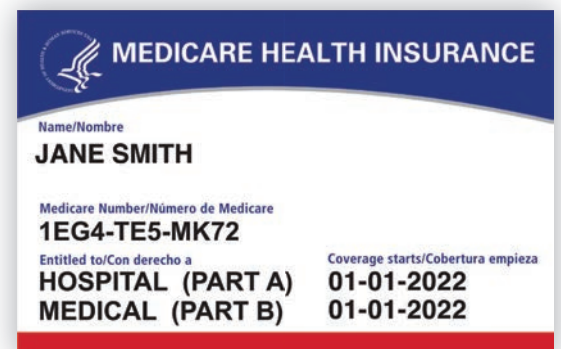 MEDICARE HEALTH INSURANCE
Name/Nombre
JANE SMITH
Medicare Number/Número de Medicare
1EG4-TE5-MK72
Entitled to/Con derecho a
Coverage starts/Cobertura empieza
HOSPITAL (PART A) 01-01-2022
MEDICAL (PART B) 01-01-2022